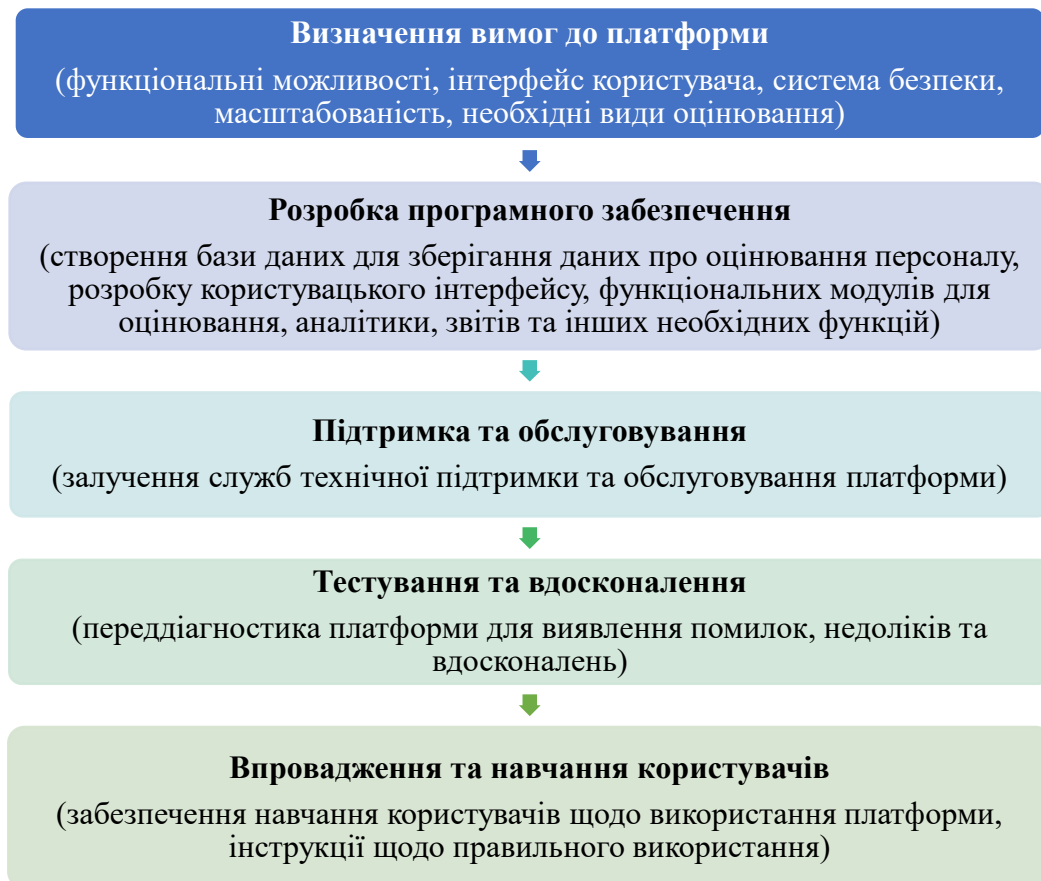 Визначення вимог до платформи
(функціональні можливості, інтерфейс користувача, система безпеки,
масштабованість, необхідні види оцінювання)
Розробка програмного забезпечення
(створення бази даних для зберігання даних про оцінювання персоналу,
розробку користувацького інтерфейсу, функціональних модулів для
оцінювання, аналітики, звітів та інших необхідних функцій)
Підтримка та обслуговування
(залучення служб технічної підтримки та обслуговування платформи)
Тестування та вдосконалення
(переддіагностика платформи для виявлення помилок, недоліків та
вдосконалень)
Впровадження та навчання користувачів
(забезпечення навчання користувачів щодо використання платформи,
інструкції щодо правильного використання)